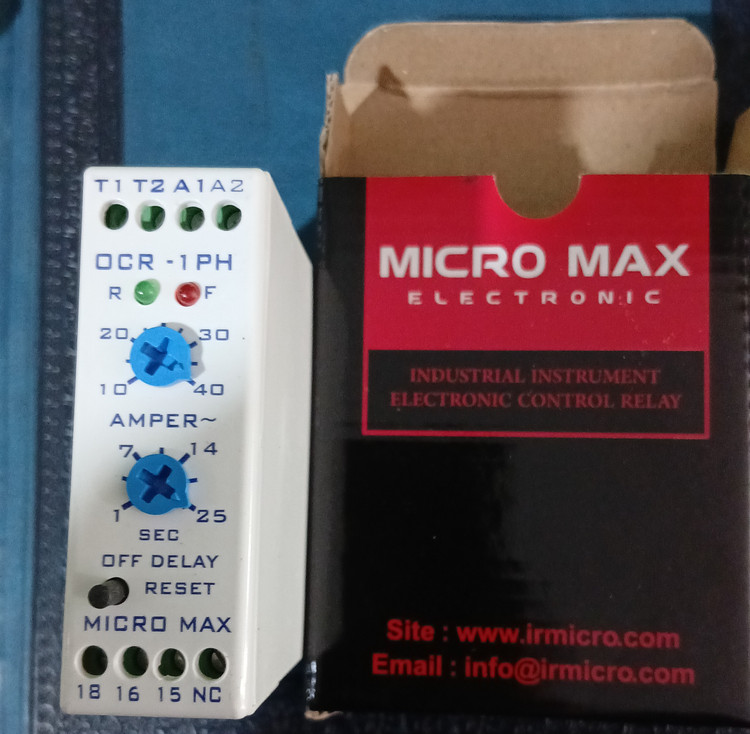 T1 T2 A1 A2
OCR -1PH
R F
20 30
10 40
AMPER~
7 14
1 25
SEC
OFF DELAY
RESET
MICRO MAX
18 16 15 NC
MICRO MAX
ELECTRONIC
INDUSTRIAL INSTRUMENT
ELECTRONIC CONTROL RELAY
Site : www.irmicro.com
Email : info@irmicro.com